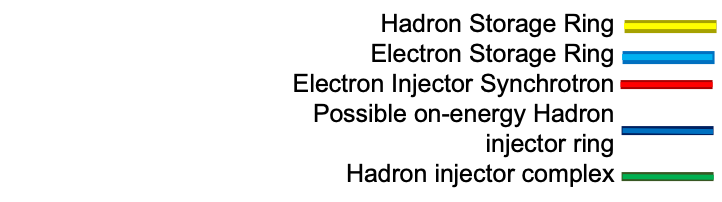 Hadron Storage Ring
Electron Storage Ring
Electron Injector Synchrotron
Possible on-energy Hadron
injector ring
Hadron injector complex